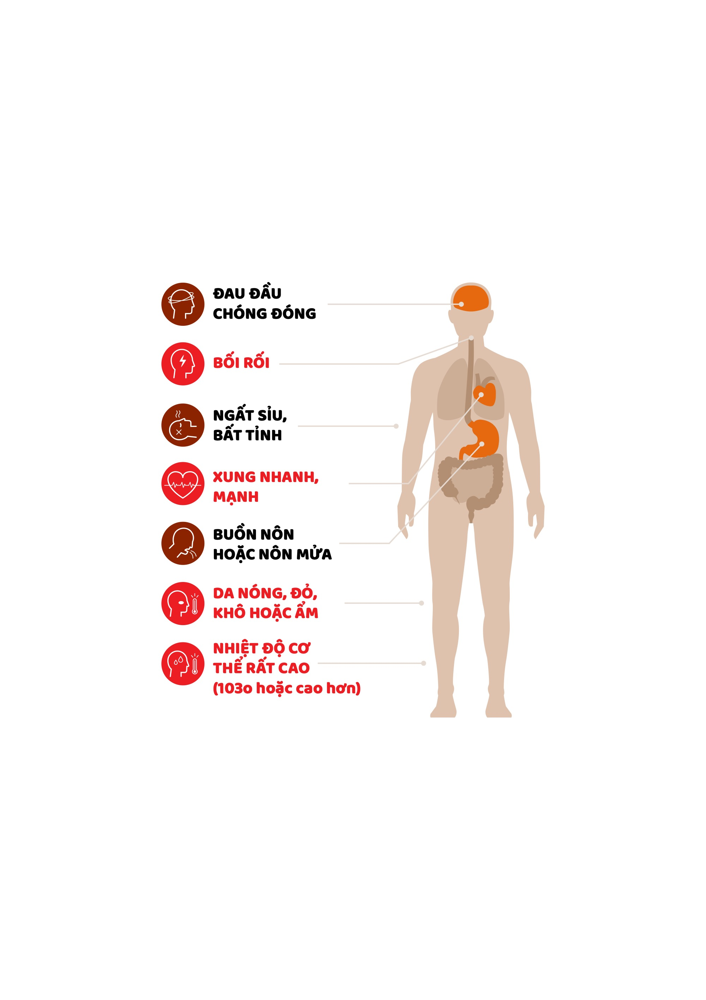 ĐAU ĐẦU
CHÓNG ĐÓNG
BỐI RỐI
NGẤT SỈU,
BẤT TỈNH
XUNG NHANH,
MẠNH
BUỒN NÔN
HOẶC NÔN MỬA
DA NÓNG, ĐỎ,
KHÔ HOẶC ẨM
NHIỆT ĐỘ CƠ
THỂ RẤT CAO
(103o hoặc cao hơn)